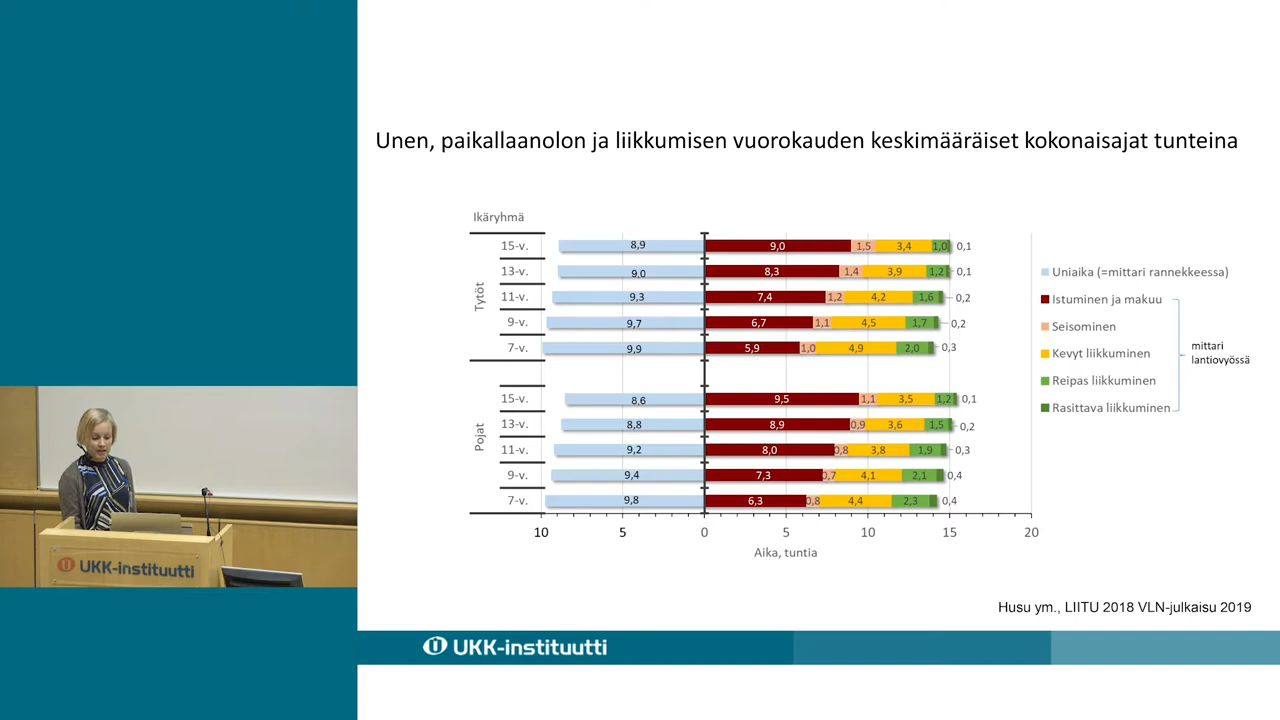 Unen, paikallaanolon ja liikkumisen vuorokauden keskimääräiset kokonaisajat tunteina
Ikäryhmä
Tytöt
15-v. 8,9 9,0 1,5 3,4 1,0 0,1
13-v. 9,0 8,3 1,4 3,9 1,2 0,1
11-v. 9,3 7,4 1,2 4,2 1,6 0,2
9-v. 9,7 6,7 1,1 4,5 1,7 0,2
7-v. 9,9 5,9 1,0 4,9 2,0 0,3
Pojat
15-v. 8,6 9,5 1,1 3,5 1,2 0,1
13-v. 8,8 8,9 0,9 3,6 1,5 0,2
11-v. 9,2 8,0 0,8 3,8 1,9 0,3
9-v. 9,4 7,3 0,7 4,1 2,1 0,4
7-v. 9,8 6,3 0,8 4,4 2,3 0,4
10 5 0 5 10 15 20
Aika, tuntia
Uniaika (=mittari rannekkeessa)
Istuminen ja makuu
Seisominen
Kevyt liikkuminen
Reipas liikkuminen
Rasittava liikkuminen
mittari
lantiovyössä
Husu ym., LIITU 2018 VLN-julkaisu 2019
UKK-instituutti
UKK-instituutti